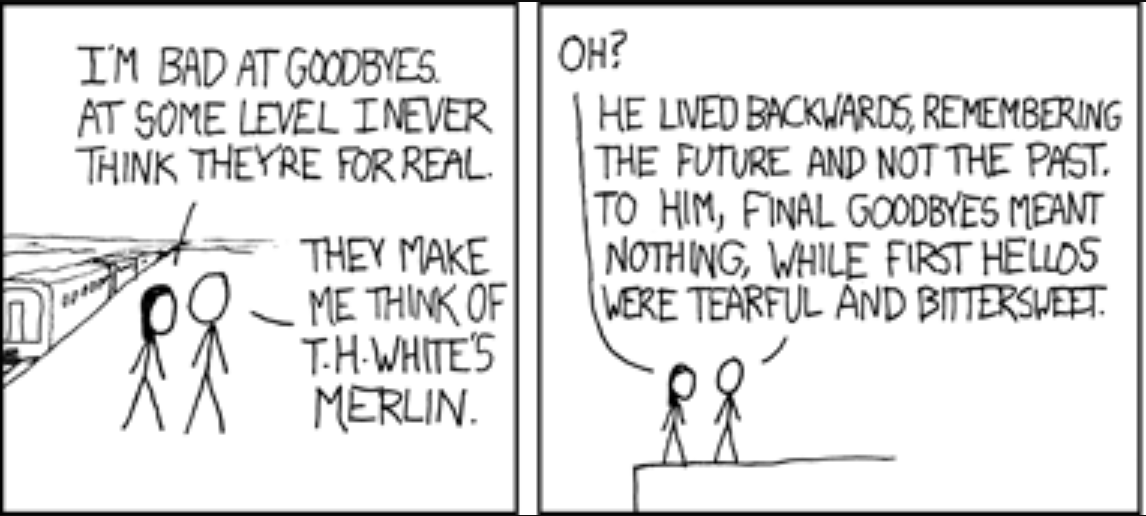 I'M BAD AT GOODBYES.
AT SOME LEVEL I NEVER
THINK THEY'RE FOR REAL.
THEY MAKE
ME THINK OF
T.H.WHITE'S
MERLIN.
OH?
HE LIVED BACKWARDS, REMEMBERING
THE FUTURE AND NOT THE PAST.
TO HIM, FINAL GOODBYES MEANT
NOTHING, WHILE FIRST HELLOS
WERE TEARFUL AND BITTERSWEET.